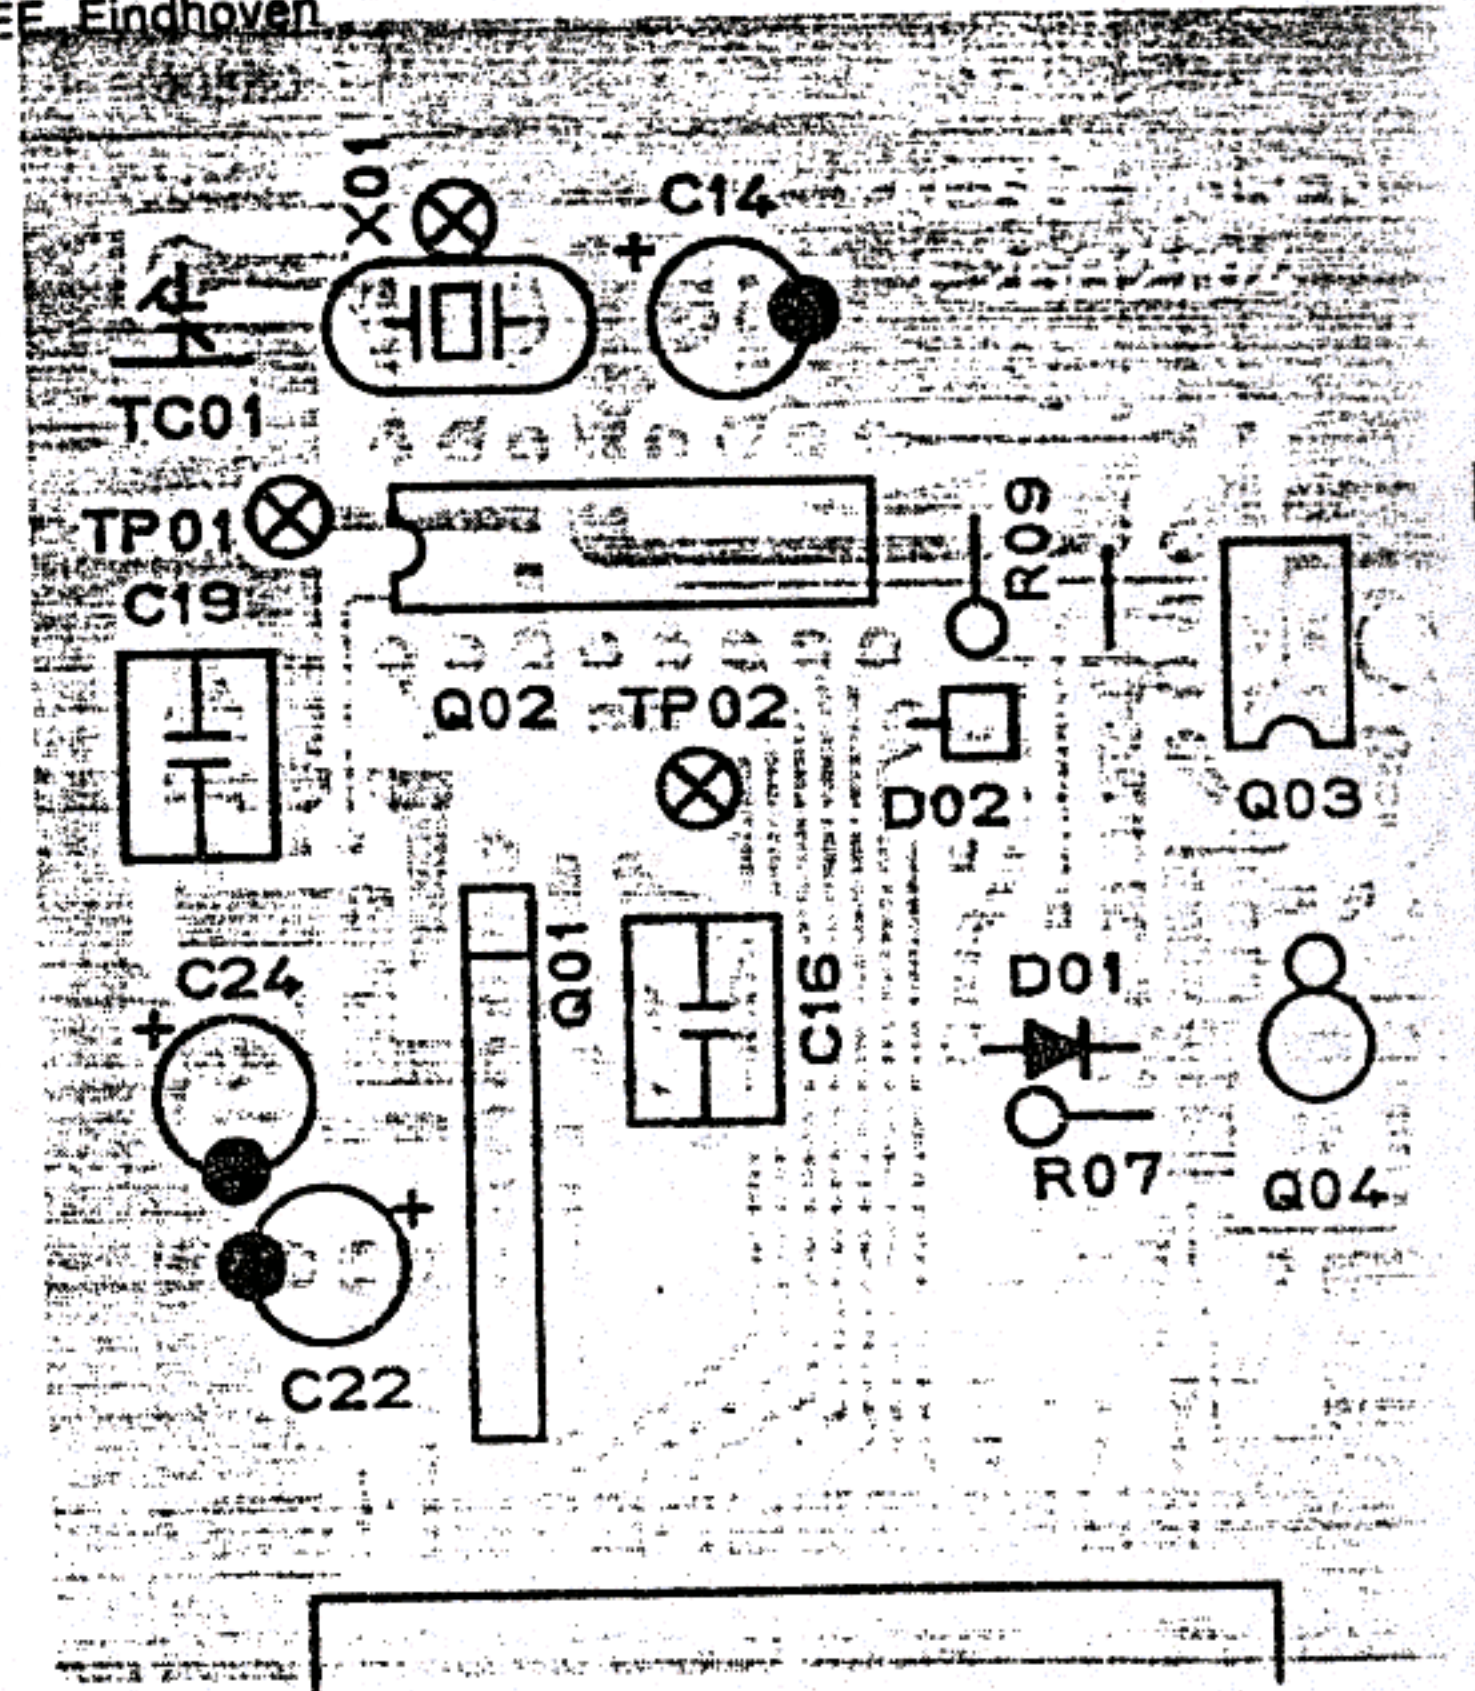 EE Eindhoven
X01
C14
TC01
TP01
R09
C19
Q02
TP02
D02
Q03
Q01
C16
C24
D01
R07
Q04
C22